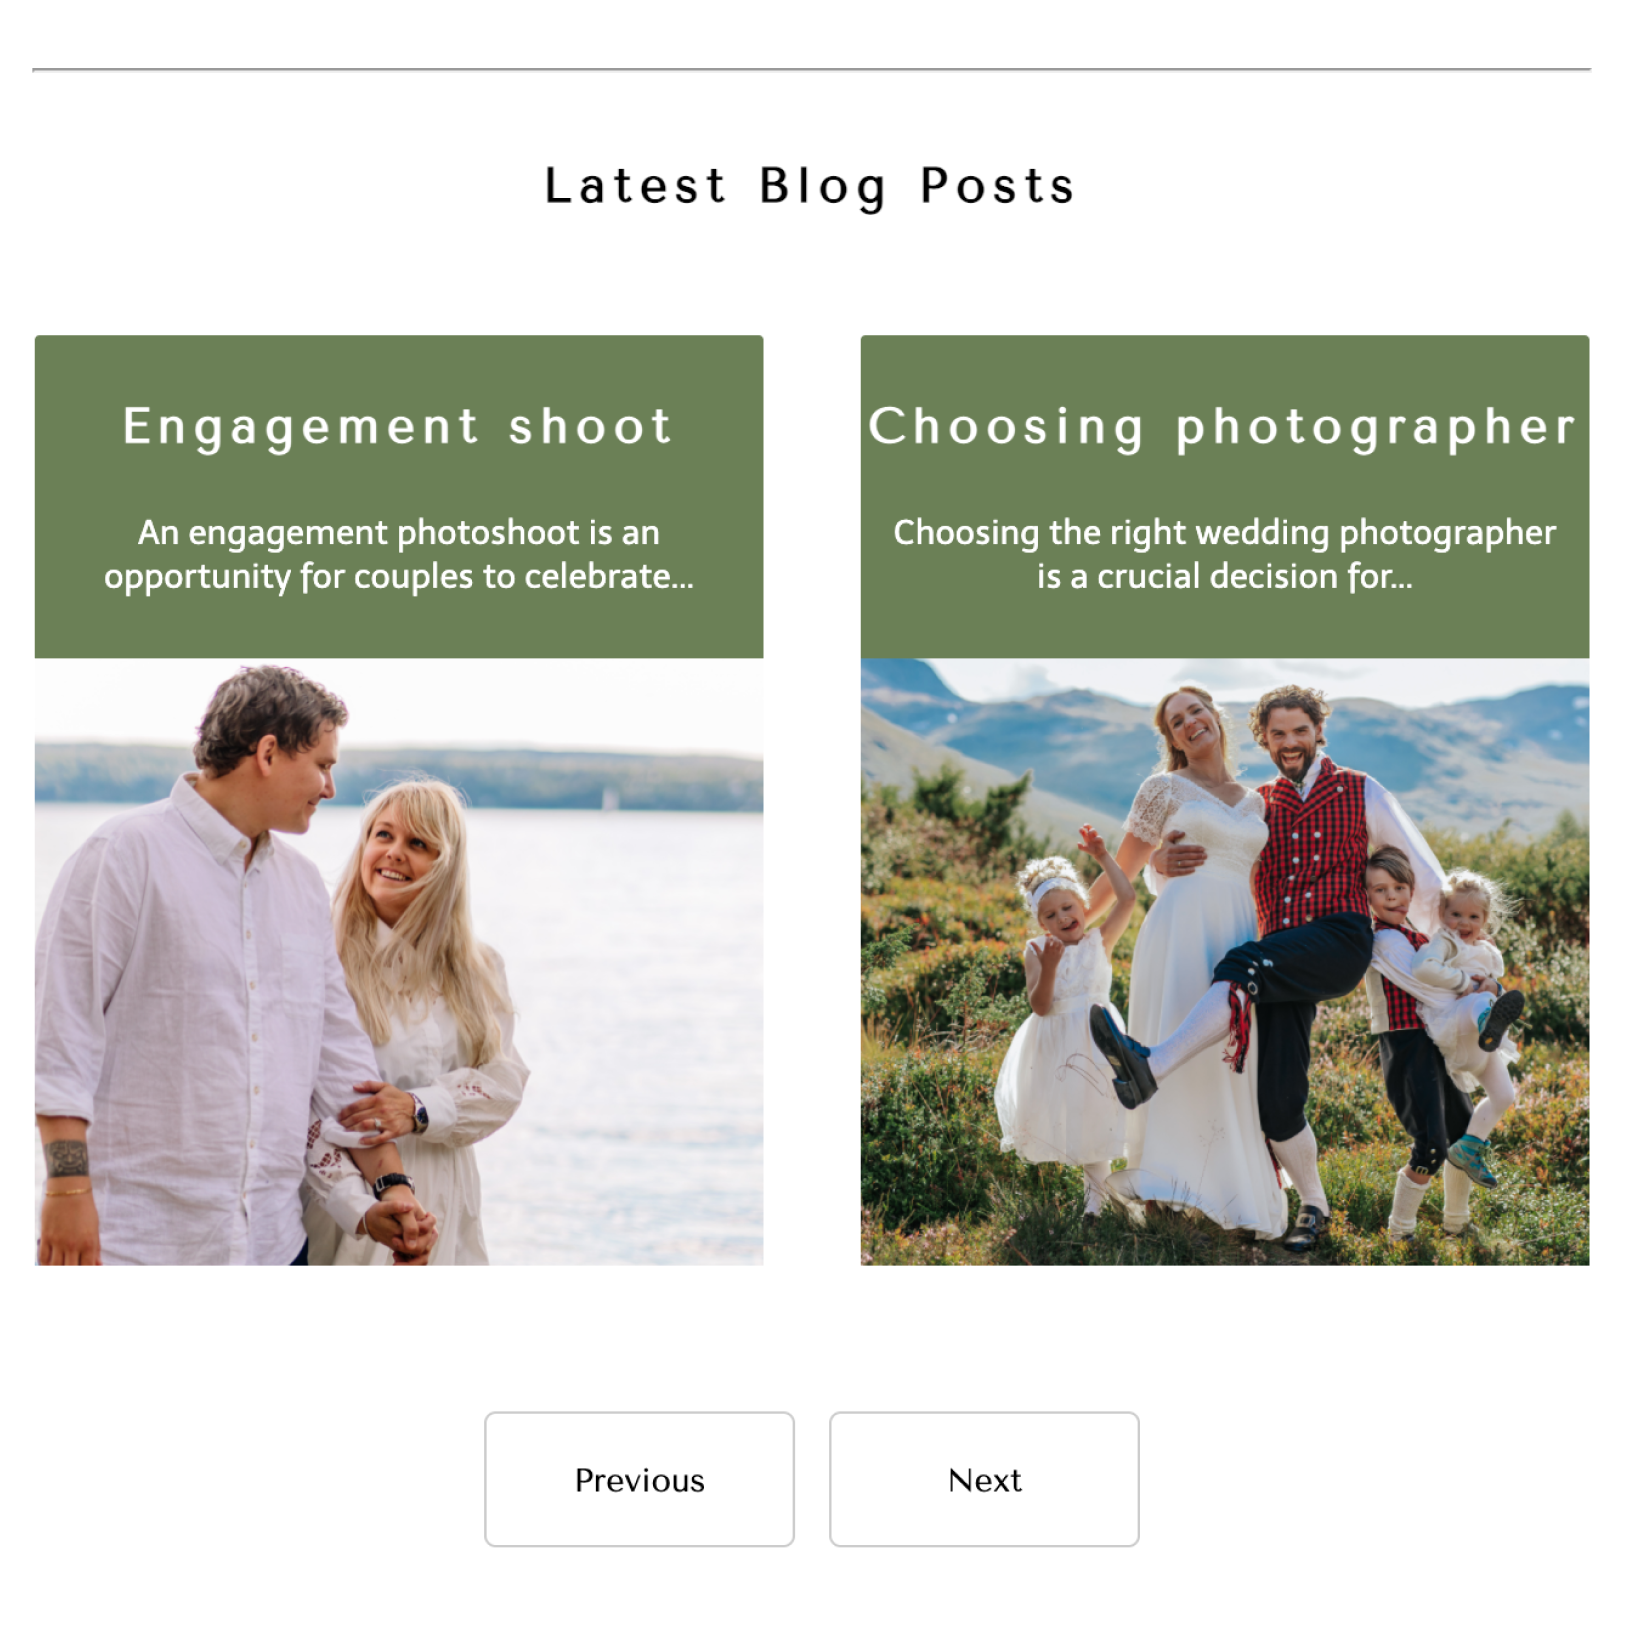 Latest Blog Posts
Engagement shoot
An engagement photoshoot is an
opportunity for couples to celebrate...
Choosing photographer
Choosing the right wedding photographer
is a crucial decision for...
Previous
Next